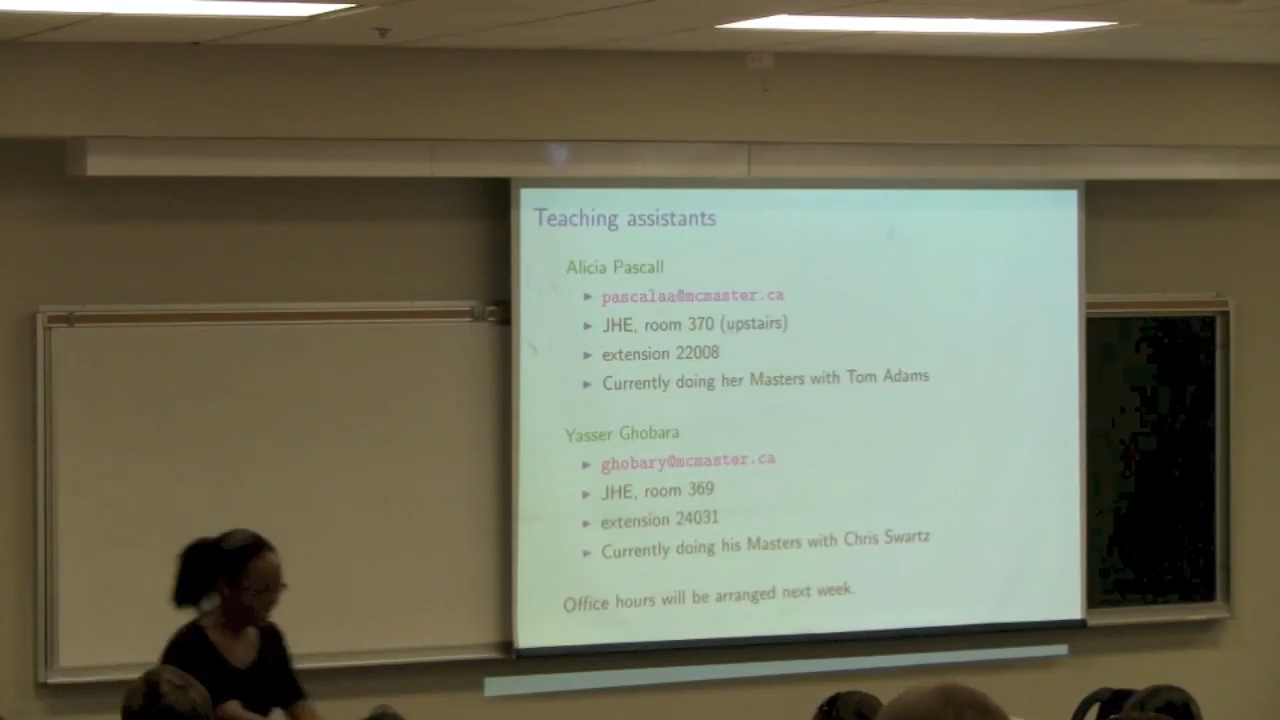 Teaching assistants
Alicia Pascall
▶ pascalaa@mcmaster.ca
▶ JHE, room 370 (upstairs)
▶ extension 22008
▶ Currently doing her Masters with Tom Adams
Yasser Ghobara
▶ ghobary@mcmaster.ca
▶ JHE, room 369
▶ extension 24031
▶ Currently doing his Masters with Chris Swartz
Office hours will be arranged next week.